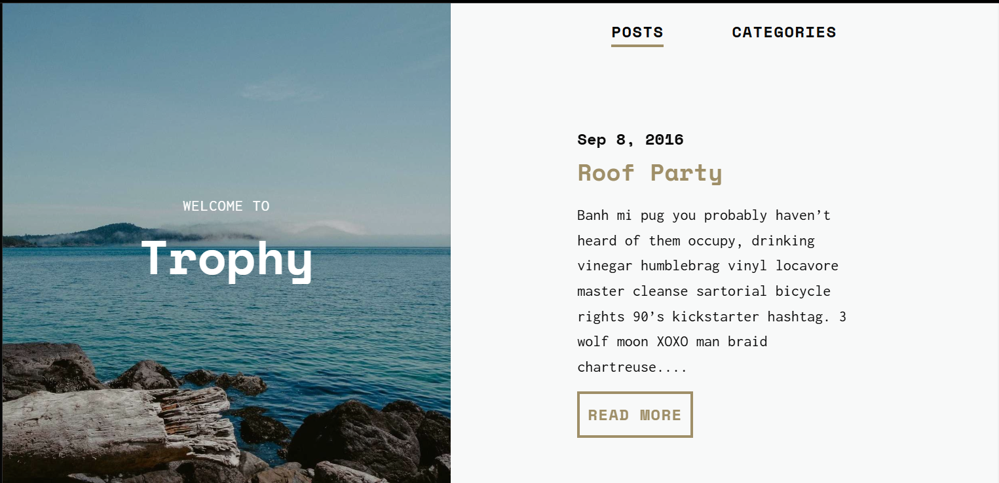 WELCOME TO
Trophy
POSTS CATEGORIES
Sep 8, 2016
Roof Party
Banh mi pug you probably haven’t
heard of them occupy, drinking
vinegar humblebrag vinyl locavore
master cleanse sartorial bicycle
rights 90’s kickstarter hashtag. 3
wolf moon XOXO man braid
chartreuse....
READ MORE